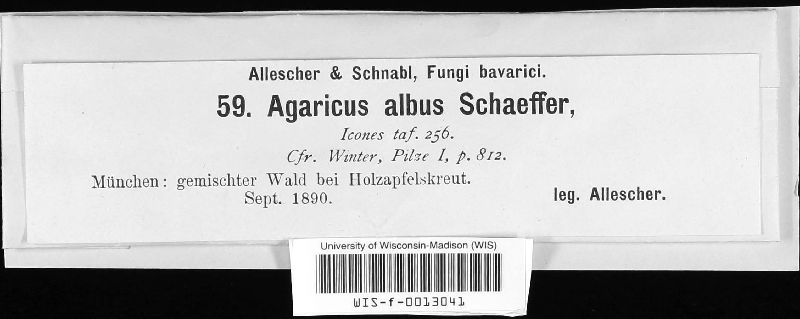 Allescher & Schnabl, Fungi bavarici.
59. Agaricus albus Schaeffer,
Icones taf. 256.
Cfr. Winter, Pilze I, p. 812.
München: gemischter Wald bei Holzapfelskreut.
Sept. 1890.
leg. Allescher.
University of Wisconsin-Madison (WIS)
WIS-f-0013041